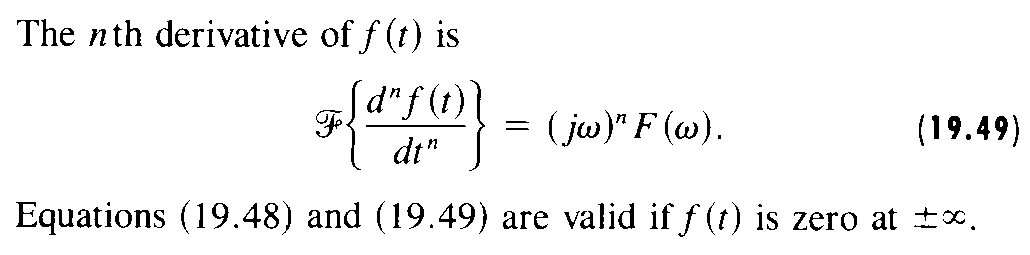 The nth derivative of f(t) is
ℱ{dⁿf(t)/dtⁿ} = (jω)ⁿ F(ω). (19.49)
Equations (19.48) and (19.49) are valid if f(t) is zero at ±∞.